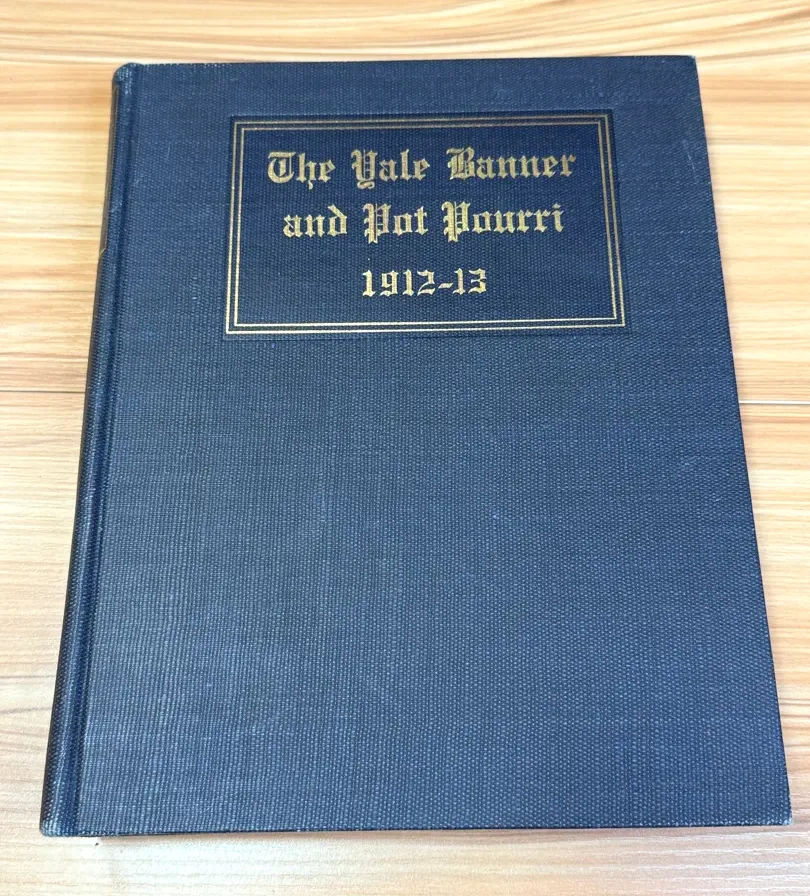 The Yale Banner
and Pot Pourri
1912-13